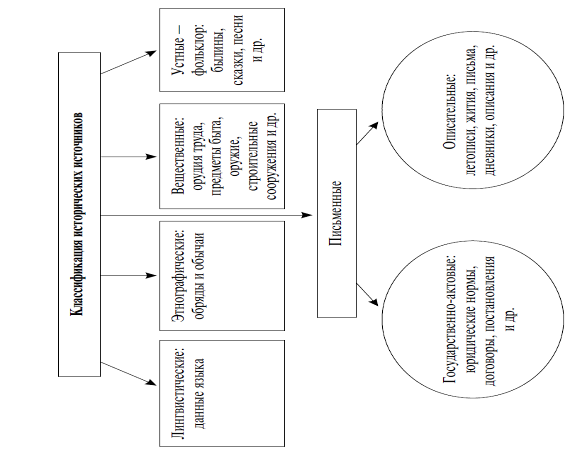 Классификация исторических источников
Лингвистические:
данные языка
Этнографические:
обряды и обычаи
Вещественные:
орудия труда,
предметы быта,
оружие,
строительные
сооружения и др.
Устные –
фольклор:
былины,
сказки, песни
и др.
Письменные
Государственно-актовые:
юридические нормы,
договоры, постановления
и др.
Описательные:
летописи, жития, письма,
дневники, описания и др.